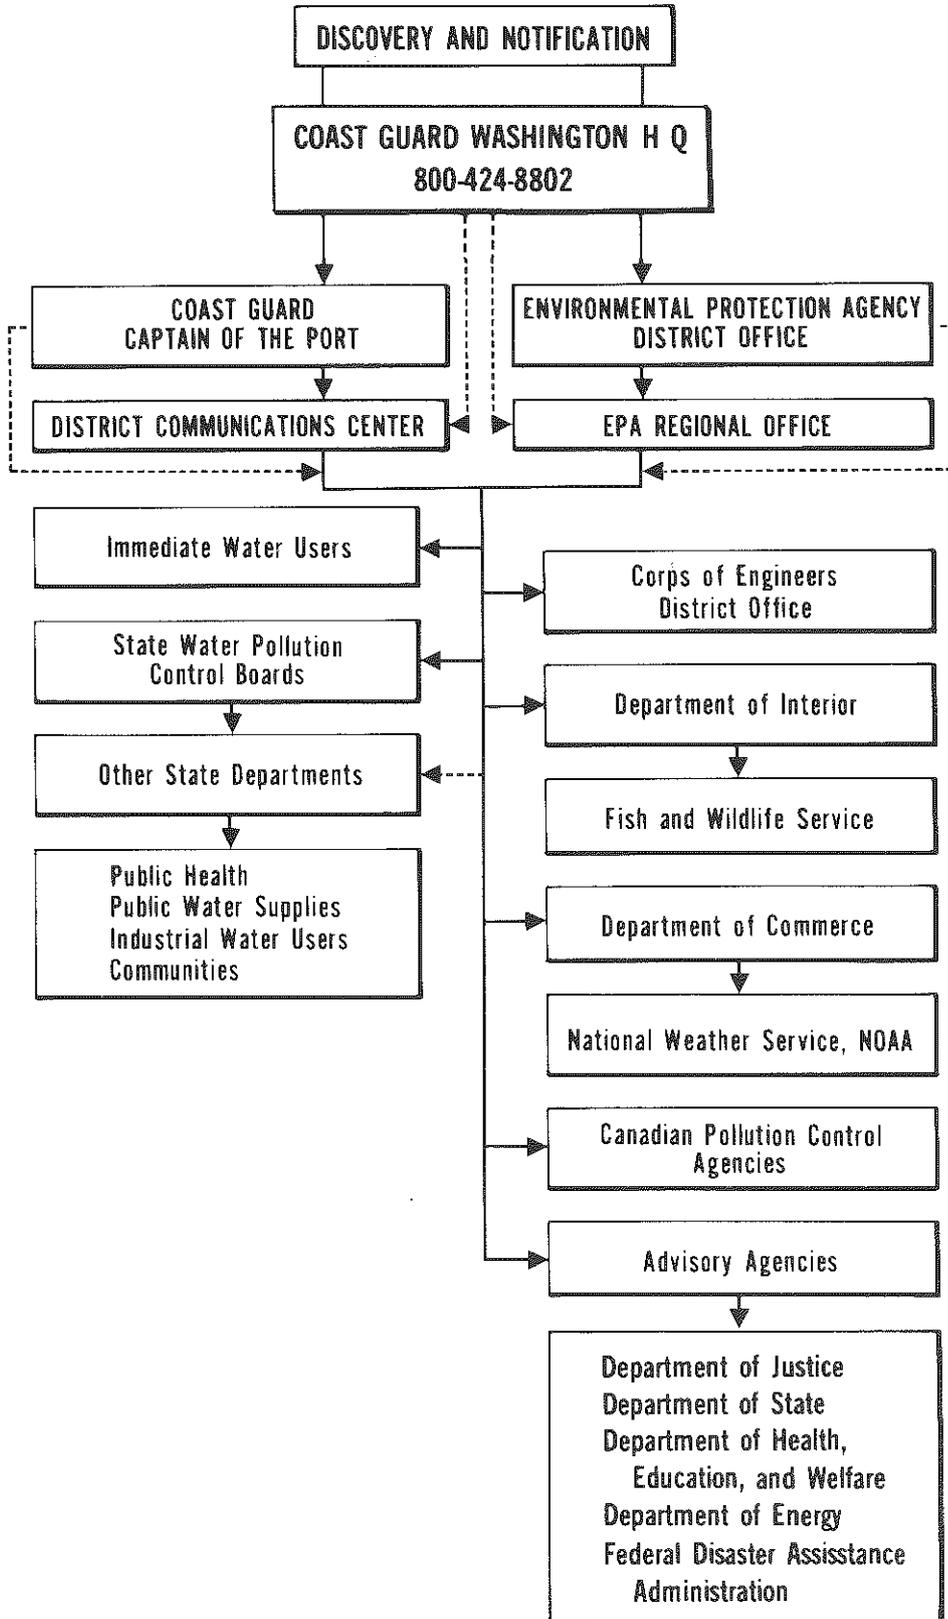 DISCOVERY AND NOTIFICATION
COAST GUARD WASHINGTON H Q
800-424-8802
COAST GUARD
CAPTAIN OF THE PORT
ENVIRONMENTAL PROTECTION AGENCY
DISTRICT OFFICE
DISTRICT COMMUNICATIONS CENTER
EPA REGIONAL OFFICE
Immediate Water Users
State Water Pollution
Control Boards
Other State Departments
Public Health
Public Water Supplies
Industrial Water Users
Communities
Corps of Engineers
District Office
Department of Interior
Fish and Wildlife Service
Department of Commerce
National Weather Service, NOAA
Canadian Pollution Control
Agencies
Advisory Agencies
Department of Justice
Department of State
Department of Health,
Education, and Welfare
Department of Energy
Federal Disaster Assisstance
Administration